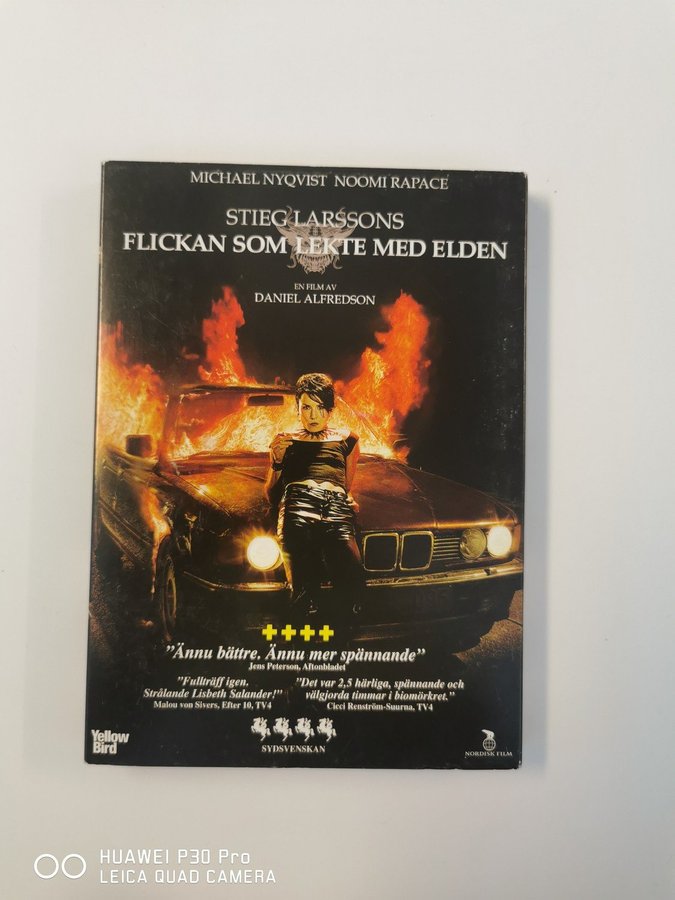 MICHAEL NYQVIST NOOMI RAPACE
STIEG LARSSONS
FLICKAN SOM LEKTE MED ELDEN
EN FILM AV
DANIEL ALFREDSON
"Ännu bättre. Ännu mer spännande"
Jens Peterson, Aftonbladet
"Fullträff igen.
Strålande Lisbeth Salander!"
Malou von Sivers, Efter 10, TV4
"Det var 2,5 härliga, spännande och
välgjorda timmar i biomörkret."
Cicci Renström-Suurna, TV4
SYDSVENSKAN
Yellow
Bird
NORDISK FILM
HUAWEI P30 Pro
LEICA QUAD CAMERA